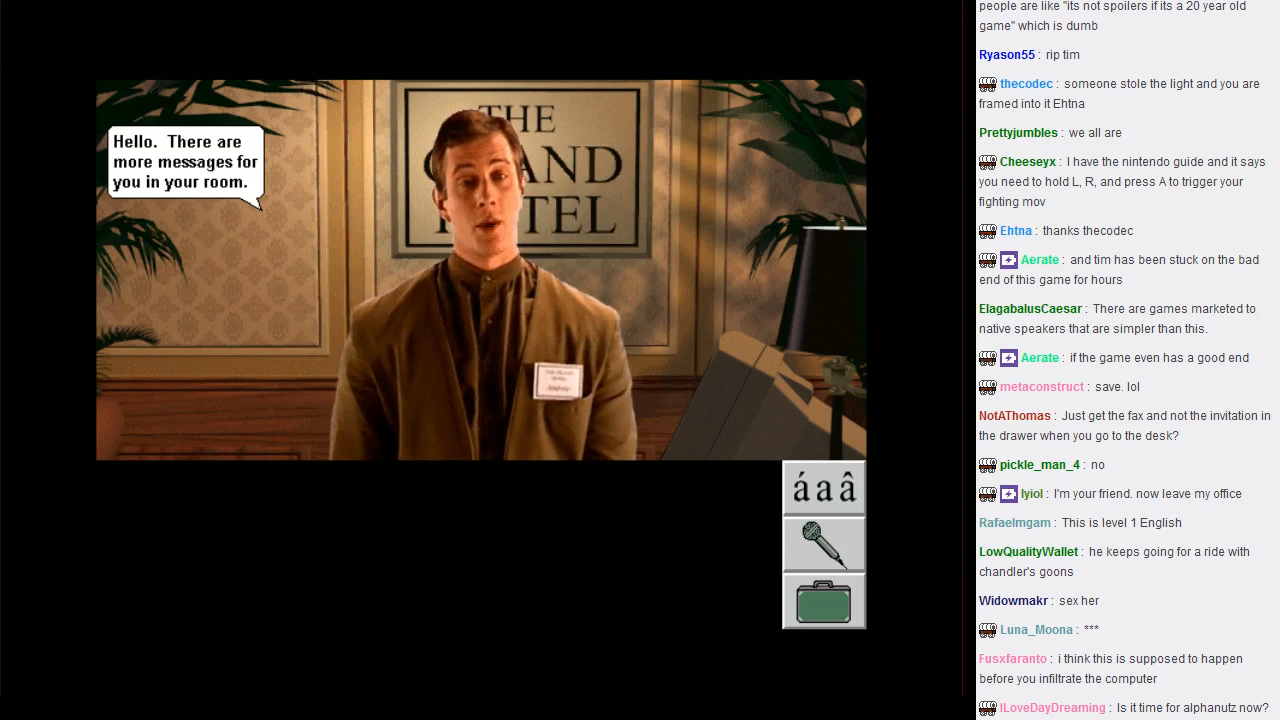 Hello.  There are
more messages for
you in your room.
THE
HOTEL
á a â
people are like "its not spoilers if its a 20 year old
game" which is dumb
Ryason55 : rip tim
thecodec : someone stole the light and you are
framed into it Ehtna
Prettyjumbles : we all are
Cheeseyx : I have the nintendo guide and it says
you need to hold L, R, and press A to trigger your
fighting mov
Ehtna : thanks thecodec
Aerate : and tim has been stuck on the bad
end of this game for hours
ElagabalusCaesar : There are games marketed to
native speakers that are simpler than this.
Aerate : if the game even has a good end
metaconstruct : save. lol
NotAThomas : Just get the fax and not the invitation in
the drawer when you go to the desk?
pickle_man_4 : no
lyiol : I'm your friend. now leave my office
Rafaelmgam : This is level 1 English
LowQualityWallet : he keeps going for a ride with
chandler's goons
Widowmakr : sex her
Luna_Moona : ***
Fusxfaranto : i think this is supposed to happen
before you infiltrate the computer
ILoveDayDreaming : Is it time for alphanutz now?